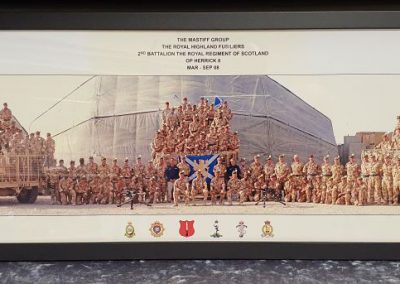 THE MASTIFF GROUP
THE ROYAL HIGHLAND FUSILIERS
2ND BATTALION THE ROYAL REGIMENT OF SCOTLAND
OP HERRICK 8
MAR - SEP 08